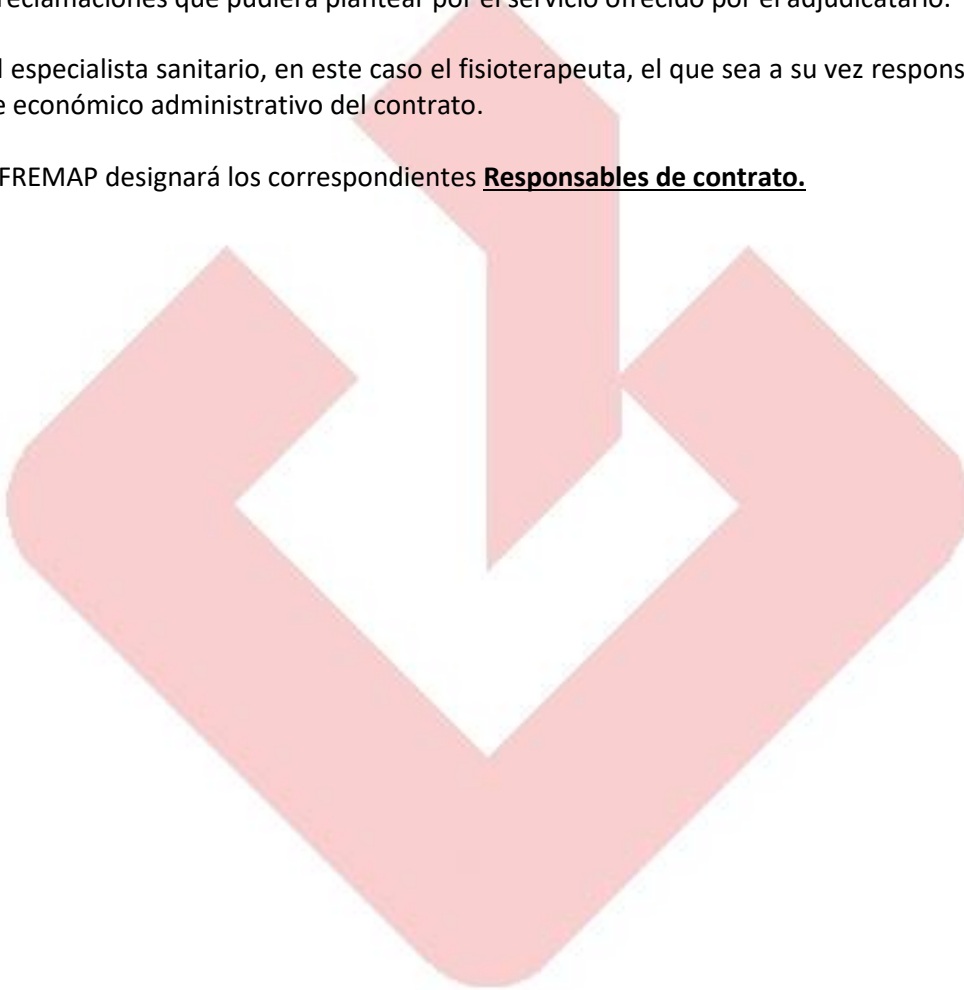 reclamaciones que pudiera plantear por el servicio ofrecido por el adjudicatario.
especialista sanitario, en este caso el fisioterapeuta, el que sea a su vez respons
económico administrativo del contrato.
FREMAP designará los correspondientes Responsables de contrato.